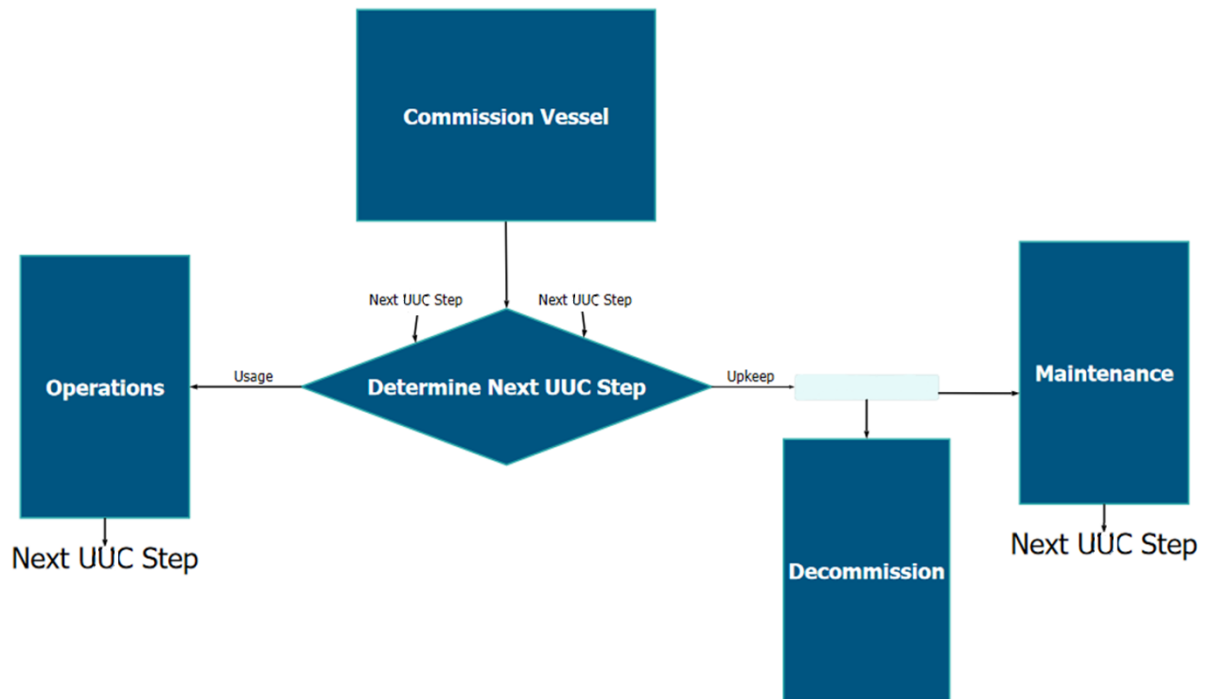 Commission Vessel
Next UUC Step
Next UUC Step
Usage
Determine Next UUC Step
Upkeep
Operations
Maintenance
Next UUC Step
Next UUC Step
Decommission